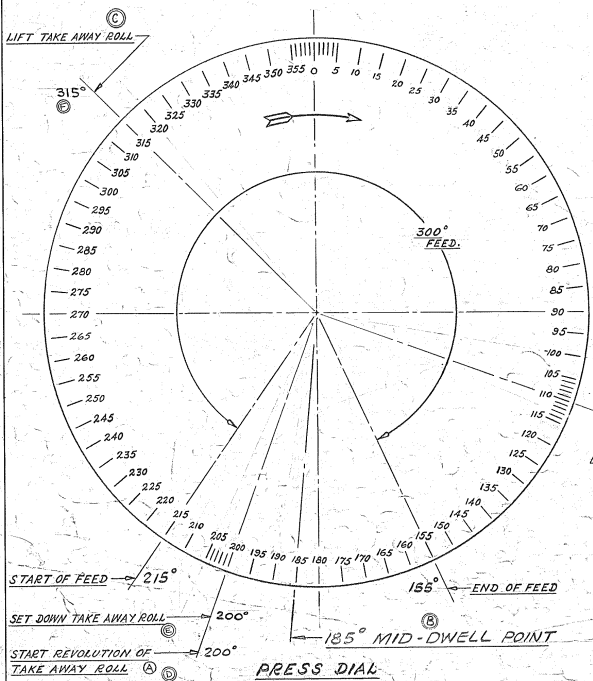 C
LIFT TAKE AWAY ROLL
315°
F
355 0 5 10 15 20 25 30 35 40 45 50 55 60 65 70 75 80 85 90 95 100 105 110 115 120 125 130 135 140 145 150 155 160 165 170 175 180 185 190 195 200 205 210 215 220 225 230 235 240 245 250 255 260 265 270 275 280 285 290 295 300 305 310 315 320 325 330 335 340 345 350
300°
FEED.
START OF FEED 215°
155° END OF FEED
SET DOWN TAKE AWAY ROLL 200°
E
B
185° MID-DWELL POINT
START REVOLUTION OF 200°
TAKE AWAY ROLL A D
PRESS DIAL